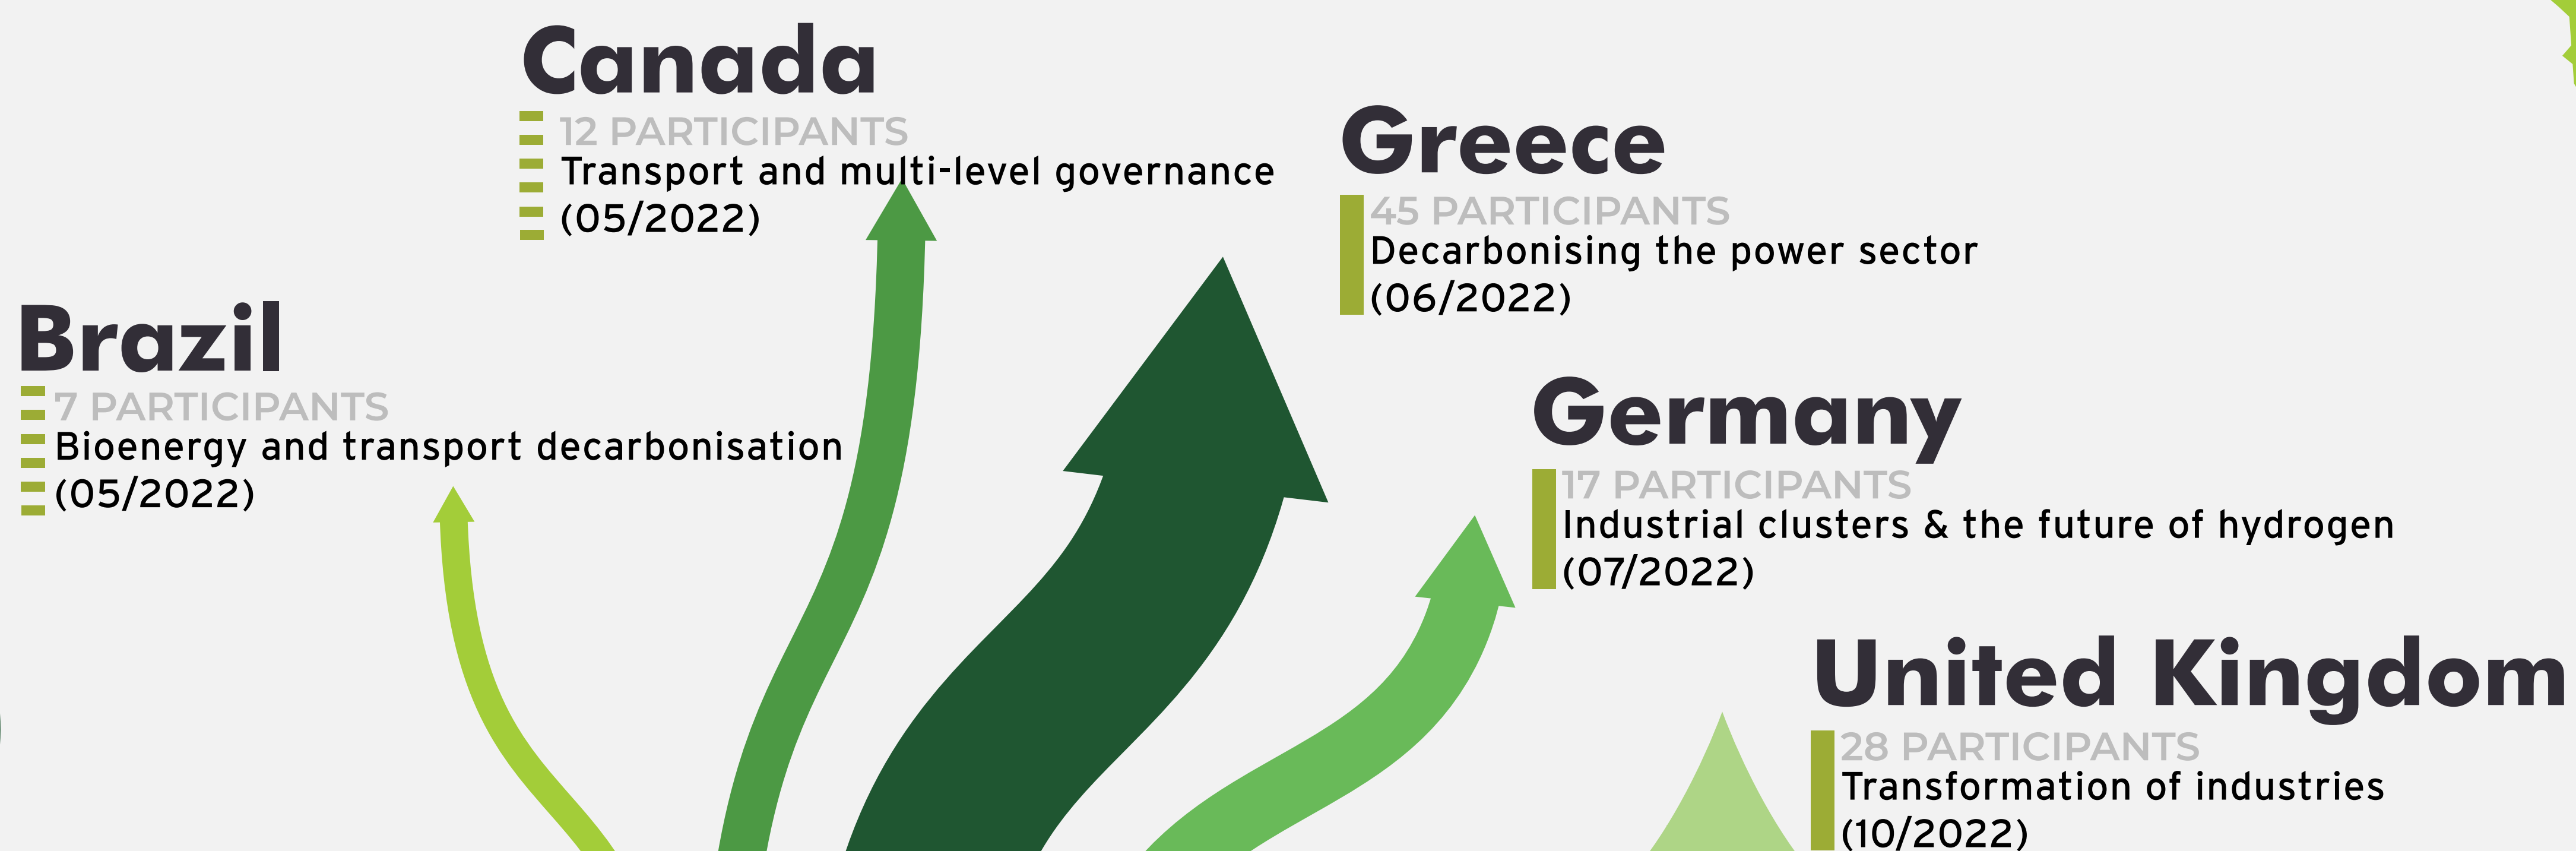 Canada
12 PARTICIPANTS
Transport and multi-level governance
(05/2022)
Greece
45 PARTICIPANTS
Decarbonising the power sector
(06/2022)
Brazil
7 PARTICIPANTS
Bioenergy and transport decarbonisation
(05/2022)
Germany
17 PARTICIPANTS
Industrial clusters & the future of hydrogen
(07/2022)
United Kingdom
28 PARTICIPANTS
Transformation of industries
(10/2022)